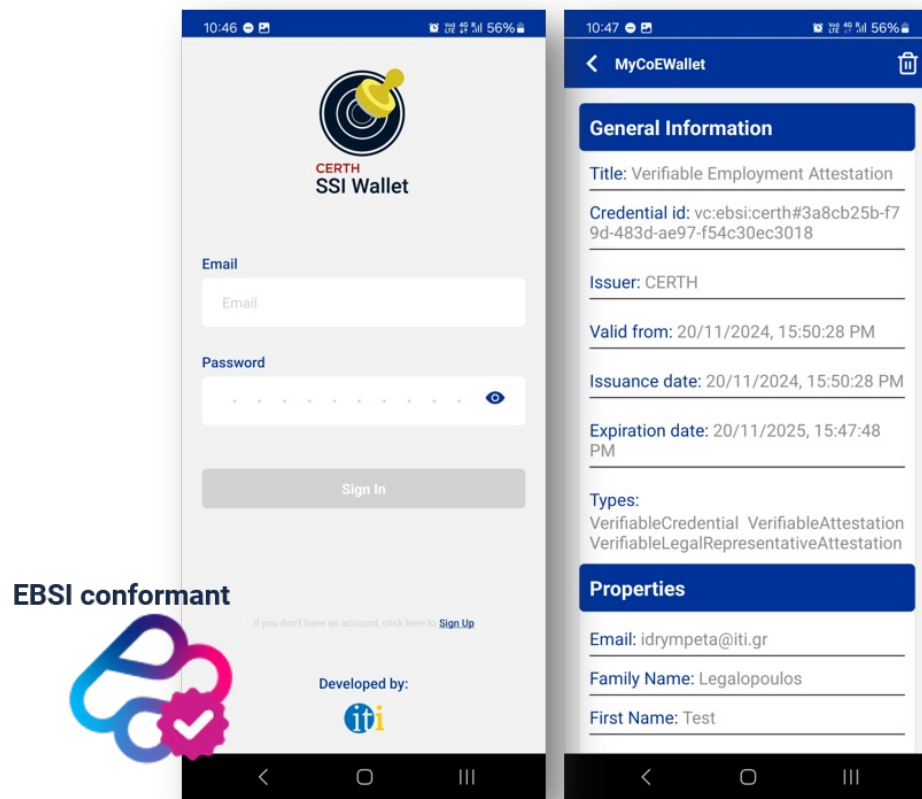 10:46
56%
CERTH
SSI Wallet
Email
Email
Password
Sign In
If you don't have an account, click here to Sign Up
Developed by:
iti
EBSI conformant
10:47
56%
MyCoEWallet
General Information
Title: Verifiable Employment Attestation
Credential id: vc:ebsi:certh#3a8cb25b-f7
9d-483d-ae97-f54c30ec3018
Issuer: CERTH
Valid from: 20/11/2024, 15:50:28 PM
Issuance date: 20/11/2024, 15:50:28 PM
Expiration date: 20/11/2025, 15:47:48
PM
Types:
VerifiableCredential VerifiableAttestation
VerifiableLegalRepresentativeAttestation
Properties
Email: idrympeta@iti.gr
Family Name: Legalopoulos
First Name: Test